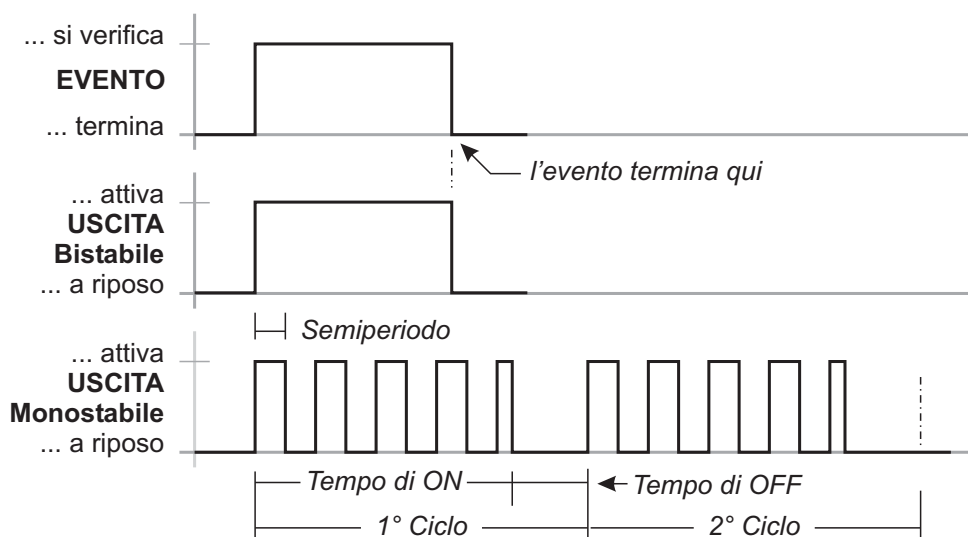 ... si verifica
EVENTO
... termina
l'evento termina qui
... attiva
USCITA
Bistabile
... a riposo
Semiperiodo
... attiva
USCITA
Monostabile
... a riposo
Tempo di ON
Tempo di OFF
1° Ciclo
2° Ciclo